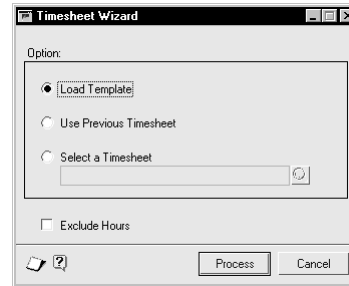 Timesheet Wizard
Option:
Load Template
Use Previous Timesheet
Select a Timesheet
Exclude Hours
Process
Cancel